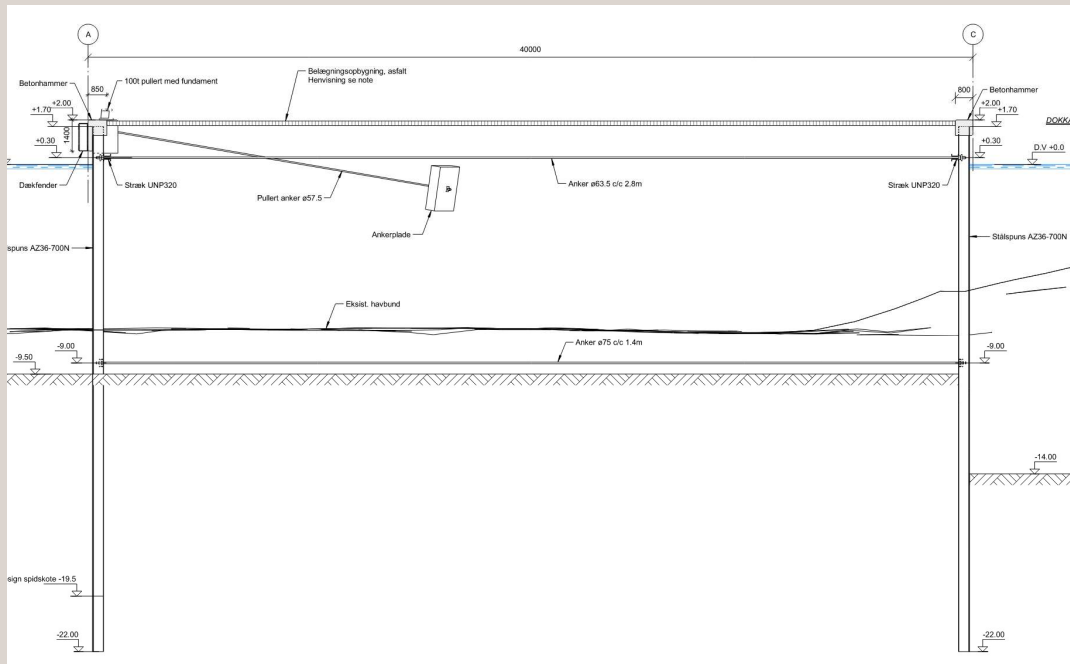 A
C
40000
Belægningsopbygning, asfalt
Henvisning se note
100t pullert med fundament
Betonhammer
850
800
Betonhammer
+2.00
+1.70
+2.00
+1.70
1400
DOKKA
+0.30
+0.30
D.V +0.0
Dækfender
Stræk UNP320
Pullert anker ø57.5
Anker ø63.5 c/c 2.8m
Stræk UNP320
Ankerplade
spuns AZ36-700N
Stålspuns AZ36-700N
Eksist. havbund
Anker ø75 c/c 1.4m
-9.00
-9.00
-9.50
-14.00
sign spidskote -19.5
-22.00
-22.00